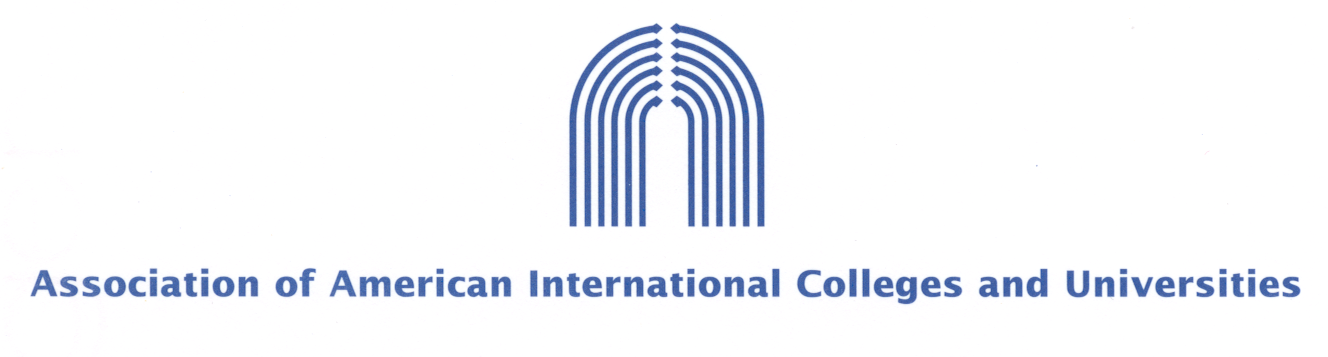 Association of American International Colleges and Universities